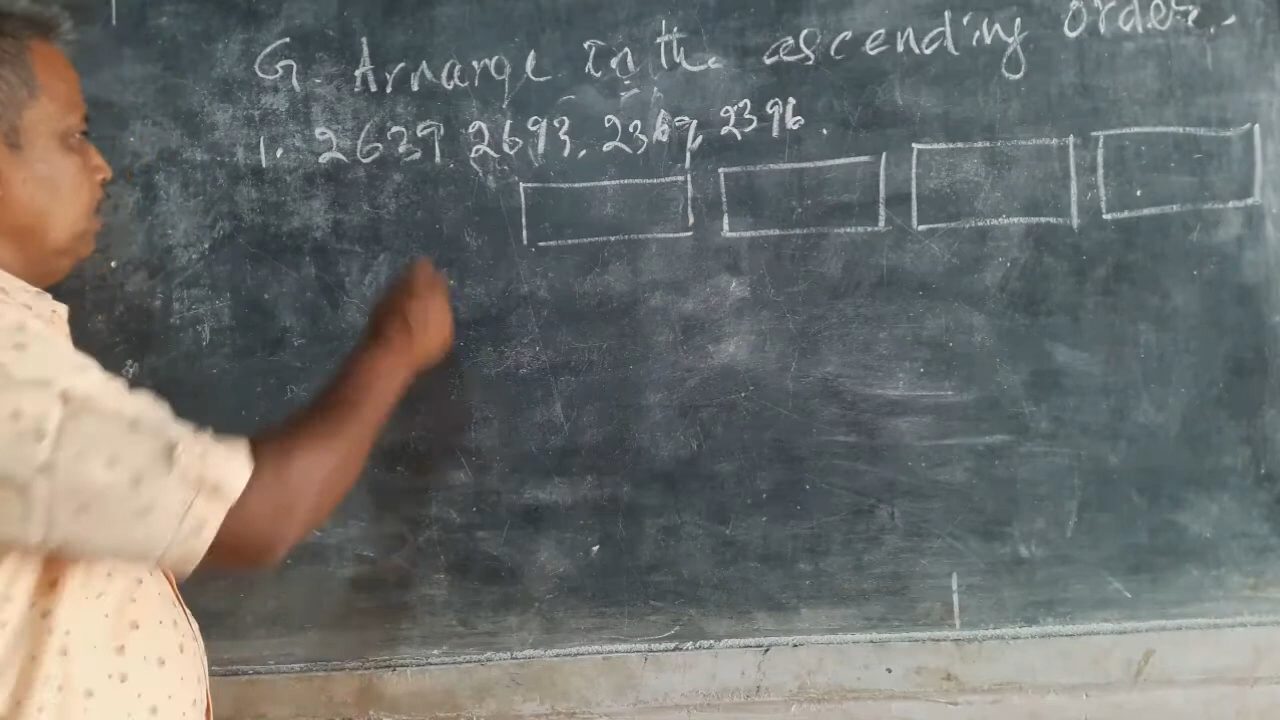 G. Arrange in the ascending order.
1. 2639 2693, 2369, 2396.